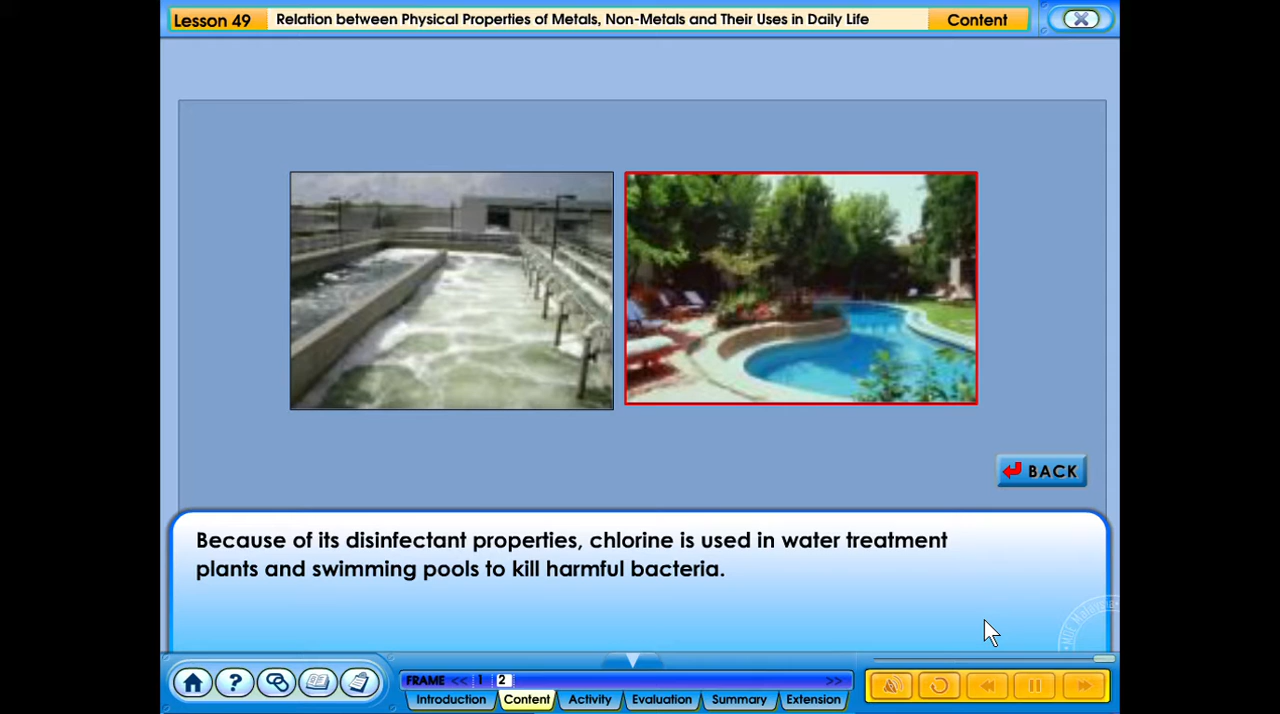 Lesson 49
Relation between Physical Properties of Metals, Non-Metals and Their Uses in Daily Life
Content
BACK
Because of its disinfectant properties, chlorine is used in water treatment
plants and swimming pools to kill harmful bacteria.
FRAME << 1 2 >>
Introduction Content Activity Evaluation Summary Extension